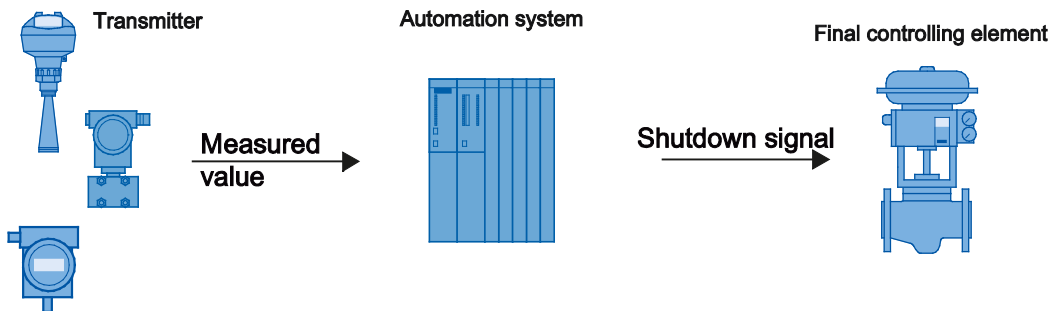 Transmitter
Automation system
Final controlling element
Measured
value
Shutdown signal